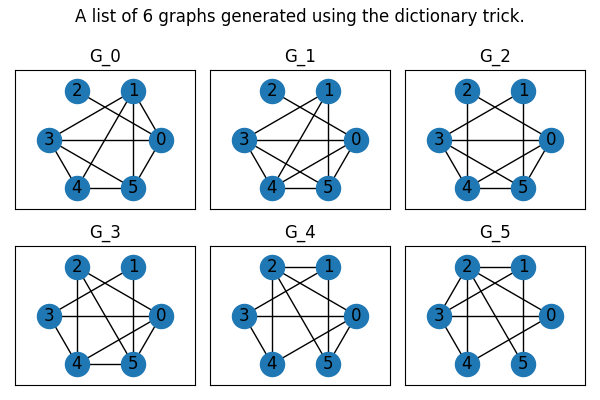 A list of 6 graphs generated using the dictionary trick.
G_0 G_1 G_2
2 1 2 1 2 1
3 0 3 0 3 0
4 5 4 5 4 5
G_3 G_4 G_5
2 1 2 1 2 1
3 0 3 0 3 0
4 5 4 5 4 5